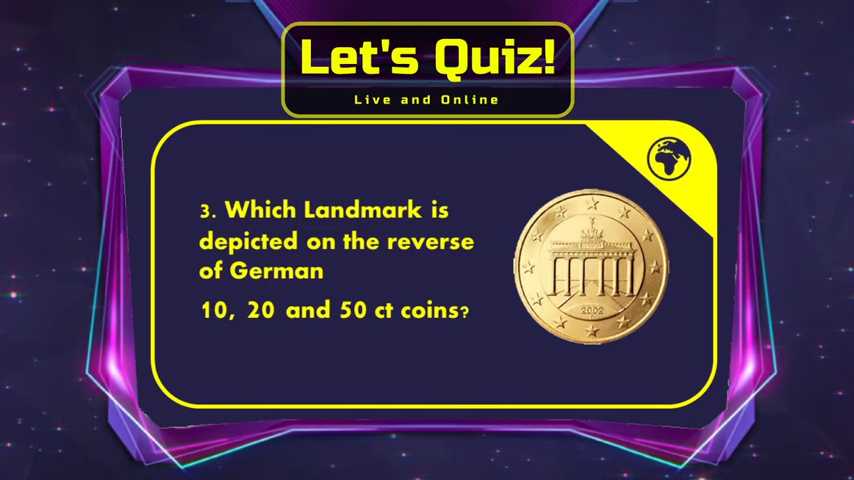 Let's Quiz!
Live and Online
3. Which Landmark is
depicted on the reverse
of German
10, 20 and 50 ct coins?
2002